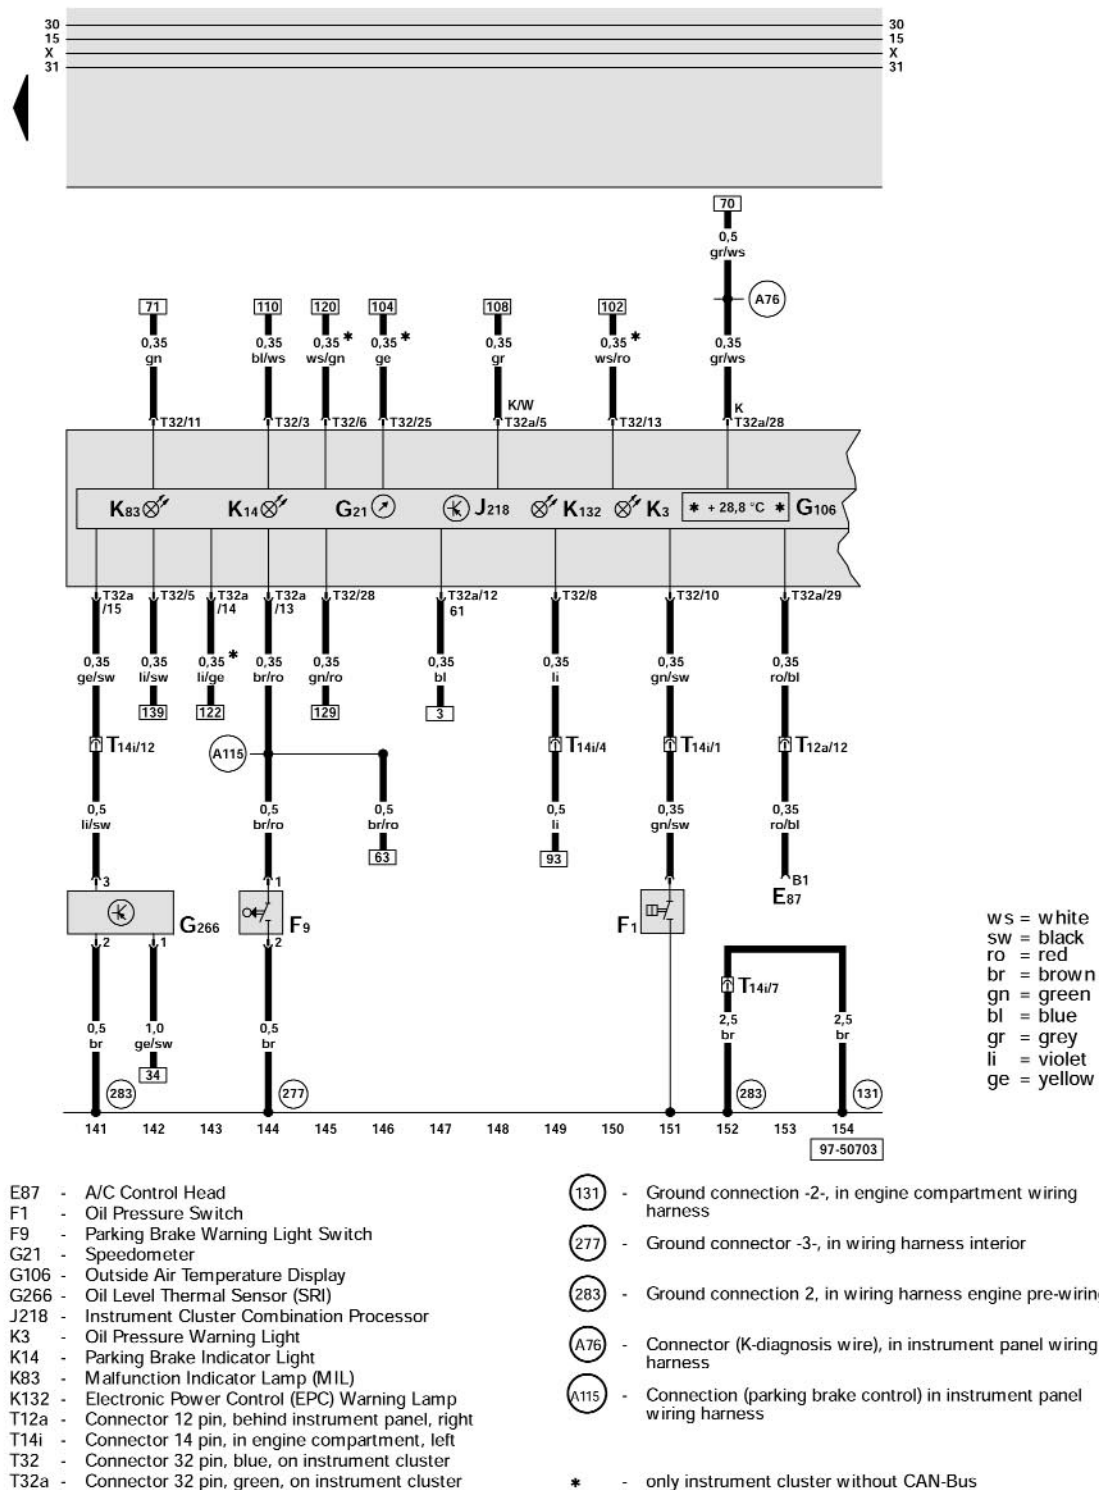 30 30
15 15
X X
31 31
70
0,5
gr/ws
A76
71 110 120 104 108 102
0,35 0,35 0,35 * 0,35 * 0,35 0,35 * 0,35
gn bl/ws ws/gn ge gr ws/ro gr/ws
K/W K
T32/11 T32/3 T32/6 T32/25 T32a/5 T32/13 T32a/28
K83 K14 G21 J218 K132 K3 * + 28,8 °C * G106
T32a T32/5 T32a T32a T32/28 T32a/12 T32/8 T32/10 T32a/29
/15 /14 /13 61
0,35 0,35 0,35 * 0,35 0,35 0,35 0,35 0,35 0,35
ge/sw li/sw li/ge br/ro gn/ro bl li gn/sw ro/bl
139 122 129 3
T14i/12 A115 T14i/4 T14i/1 T12a/12
0,5 0,5 0,5 0,5 0,35 0,35
li/sw br/ro br/ro li gn/sw ro/bl
63 93
3 1 B1
E87
G266 F9 F1
2 1 2
T14i/7
0,5 1,0 0,5 2,5 2,5
br ge/sw br br br
34
283 277 283 131
141 142 143 144 145 146 147 148 149 150 151 152 153 154
97-50703
ws = white
sw = black
ro = red
br = brown
gn = green
bl = blue
gr = grey
li = violet
ge = yellow
E87 - A/C Control Head
F1 - Oil Pressure Switch
F9 - Parking Brake Warning Light Switch
G21 - Speedometer
G106 - Outside Air Temperature Display
G266 - Oil Level Thermal Sensor (SRI)
J218 - Instrument Cluster Combination Processor
K3 - Oil Pressure Warning Light
K14 - Parking Brake Indicator Light
K83 - Malfunction Indicator Lamp (MIL)
K132 - Electronic Power Control (EPC) Warning Lamp
T12a - Connector 12 pin, behind instrument panel, right
T14i - Connector 14 pin, in engine compartment, left
T32 - Connector 32 pin, blue, on instrument cluster
T32a - Connector 32 pin, green, on instrument cluster
131 - Ground connection -2-, in engine compartment wiring
harness
277 - Ground connector -3-, in wiring harness interior
283 - Ground connection 2, in wiring harness engine pre-wiring
A76 - Connector (K-diagnosis wire), in instrument panel wiring
harness
A115 - Connection (parking brake control) in instrument panel
wiring harness
* - only instrument cluster without CAN-Bus